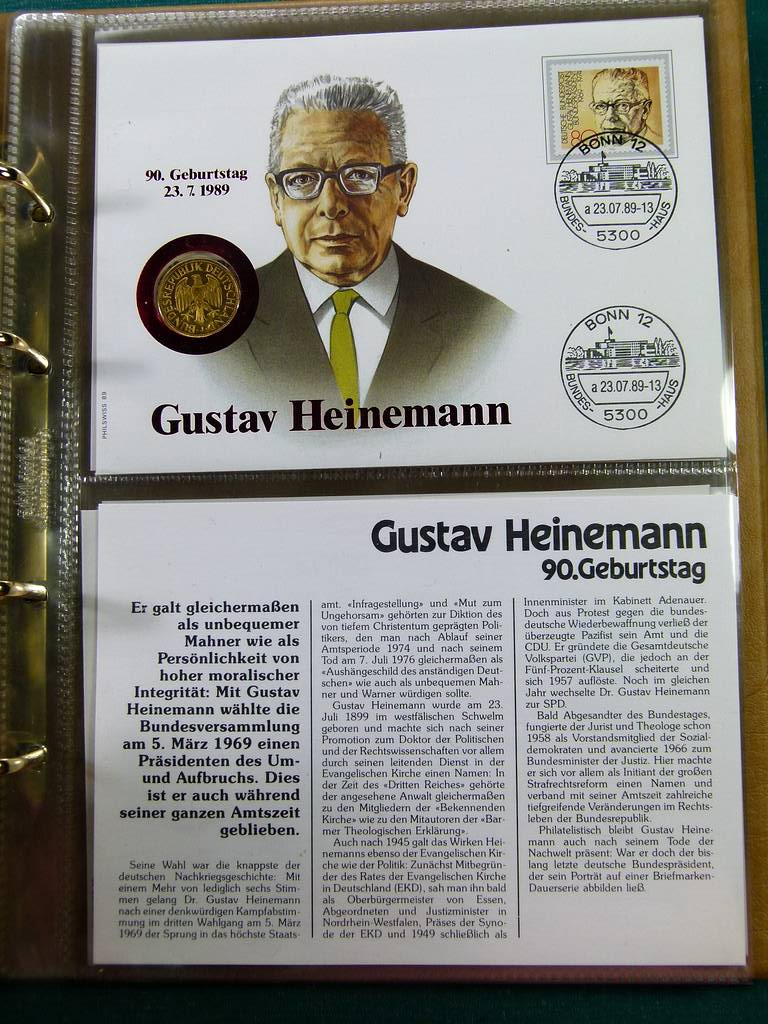 90. Geburtstag
23. 7. 1989
BUNDESREPUBLIK DEUTSCHLAND
DEUTSCHE BUNDESPOST
GUSTAV HEINEMANN
BUNDESPRÄSIDENT
1969-1974
80
BONN 12
a 23.07.89-13
BUNDES- -HAUS
5300
BONN 12
a 23.07.89-13
BUNDES- -HAUS
5300
PHILSWISS 89
Gustav Heinemann
Gustav Heinemann
90.Geburtstag
Er galt gleichermaßen
als unbequemer
Mahner wie als
Persönlichkeit von
hoher moralischer
Integrität: Mit Gustav
Heinemann wählte die
Bundesversammlung
am 5. März 1969 einen
Präsidenten des Um-
und Aufbruchs. Dies
ist er auch während
seiner ganzen Amtszeit
geblieben.
Seine Wahl war die knappste der
deutschen Nachkriegsgeschichte: Mit
einem Mehr von lediglich sechs Stim-
men gelang Dr. Gustav Heinemann
nach einer denkwürdigen Kampfabstim-
mung im dritten Wahlgang am 5. März
1969 der Sprung in das höchste Staats-
amt. «Infragestellung» und «Mut zum
Ungehorsam» gehörten zur Diktion des
von tiefem Christentum geprägten Poli-
tikers, den man nach Ablauf seiner
Amtsperiode 1974 und nach seinem
Tod am 7. Juli 1976 gleichermaßen als
«Aushängeschild des anständigen Deut-
schen» wie auch als unbequemen Mah-
ner und Warner würdigen sollte.
Gustav Heinemann wurde am 23.
Juli 1899 im westfälischen Schwelm
geboren und machte sich nach seiner
Promotion zum Doktor der Politischen
und der Rechtswissenschaften vor allem
durch seinen leitenden Dienst in der
Evangelischen Kirche einen Namen: In
der Zeit des «Dritten Reiches» gehörte
der angesehene Anwalt gleichermaßen
zu den Mitgliedern der «Bekennenden
Kirche» wie zu den Mitautoren der «Bar-
mer Theologischen Erklärung».
Auch nach 1945 galt das Wirken Hei-
nemanns ebenso der Evangelischen Kir-
che wie der Politik: Zunächst Mitbegrün-
der des Rates der Evangelischen Kirche
in Deutschland (EKD), sah man ihn bald
als Oberbürgermeister von Essen,
Abgeordneten und Justizminister in
Nordrhein-Westfalen, Präses der Syno-
de der EKD und 1949 schließlich als
Innenminister im Kabinett Adenauer.
Doch aus Protest gegen die bundes-
deutsche Wiederbewaffnung verließ der
überzeugte Pazifist sein Amt und die
CDU. Er gründete die Gesamtdeutsche
Volkspartei (GVP), die jedoch an der
Fünf-Prozent-Klausel scheiterte und
sich 1957 auflöste. Noch im gleichen
Jahr wechselte Dr. Gustav Heinemann
zur SPD.
Bald Abgesandter des Bundestages,
fungierte der Jurist und Theologe schon
1958 als Vorstandsmitglied der Sozial-
demokraten und avancierte 1966 zum
Bundesminister der Justiz. Hier machte
er sich vor allem als Initiant der großen
Strafrechtsreform einen Namen und
verband mit seiner Amtszeit zahlreiche
tiefgreifende Veränderungen im Rechts-
leben der Bundesrepublik.
Philatelistisch bleibt Gustav Heine-
mann auch nach seinem Tode der
Nachwelt präsent: War er doch der bis-
lang letzte deutsche Bundespräsident,
der sein Porträt auf einer Briefmarken-
Dauerserie abbilden ließ.